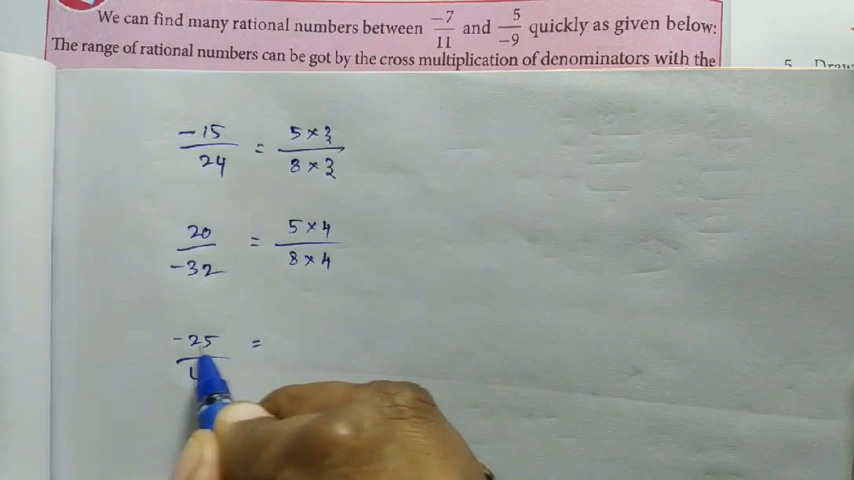 We can find many rational numbers between -7/11 and 5/-9 quickly as given below:
The range of rational numbers can be got by the cross multiplication of denominators with the
5. Draw
-15/24 = 5 × 3/8 × 3
20/-32 = 5 × 4/8 × 4
-25/ =